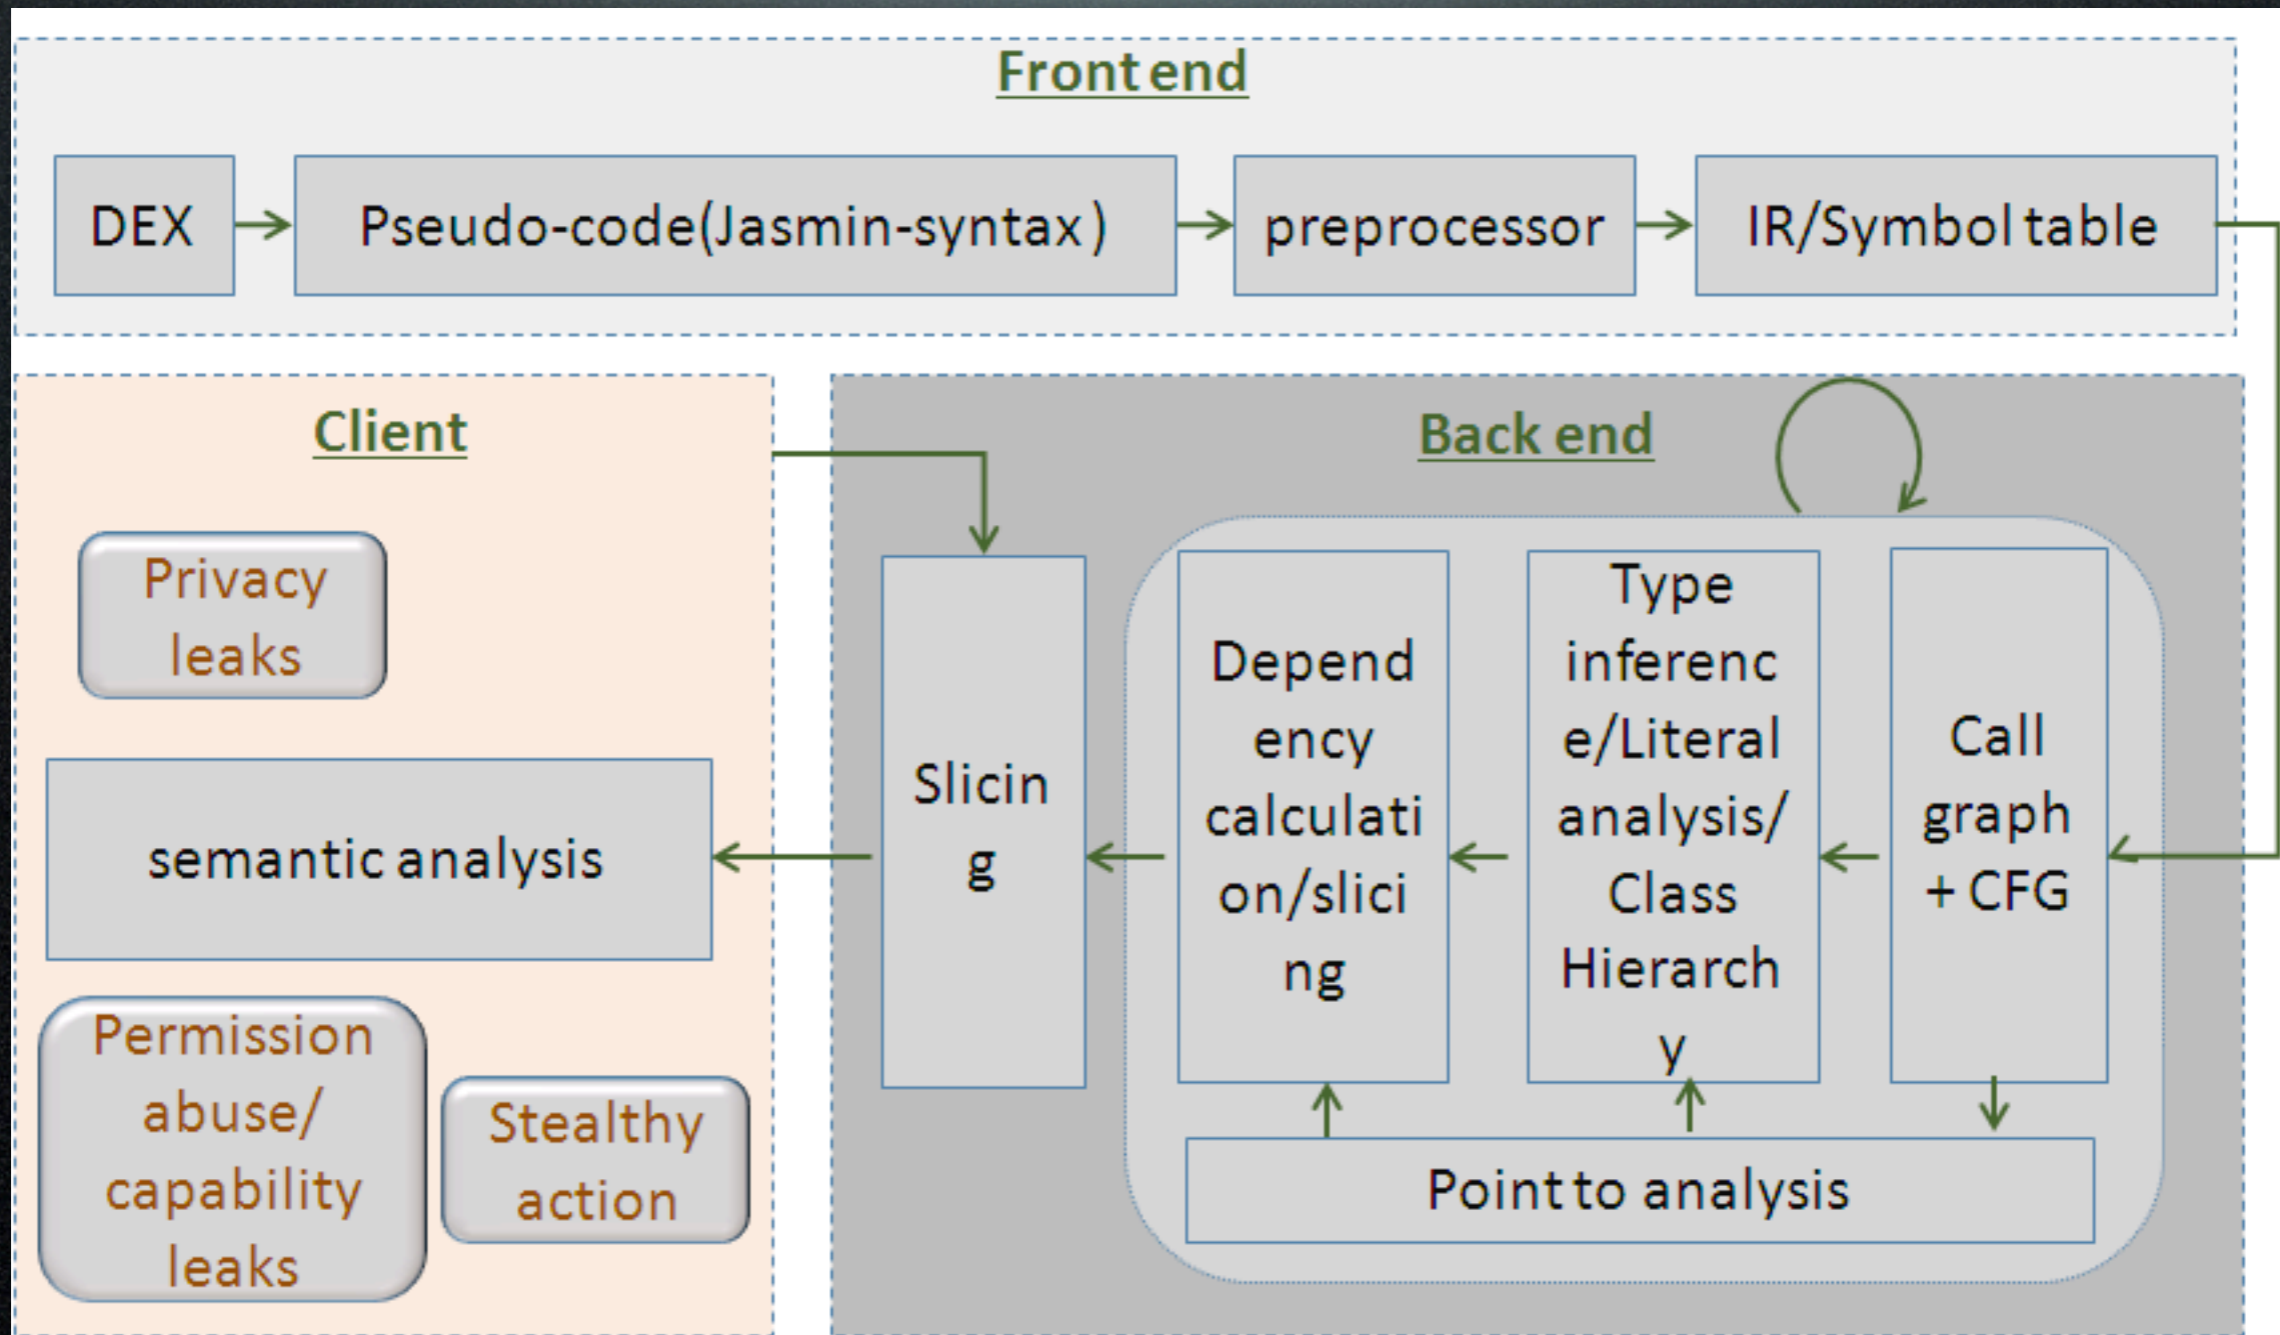 Front end
DEX
Pseudo-code(Jasmin-syntax)
preprocessor
IR/Symbol table
Client
Privacy
leaks
semantic analysis
Permission
abuse/
capability
leaks
Stealthy
action
Back end
Slicin
g
Depend
ency
calculati
on/slici
ng
Type
inferenc
e/Literal
analysis/
Class
Hierarch
y
Call
graph
+ CFG
Point to analysis